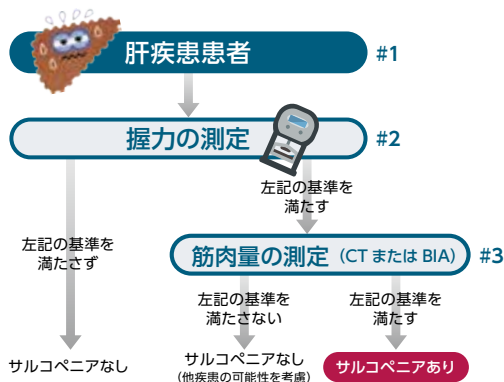 肝疾患患者 #1
握力の測定 #2
左記の基準を
満たす
左記の基準を
満たさず
筋肉量の測定（CT または BIA） #3
左記の基準を
満たさない
左記の基準を
満たす
サルコペニアなし
サルコペニアなし
（他疾患の可能性を考慮）
サルコペニアあり